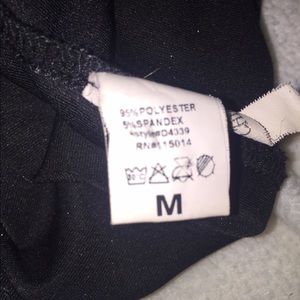 95% POLYESTER
5% SPANDEX
style#D4339
RN#115014
M